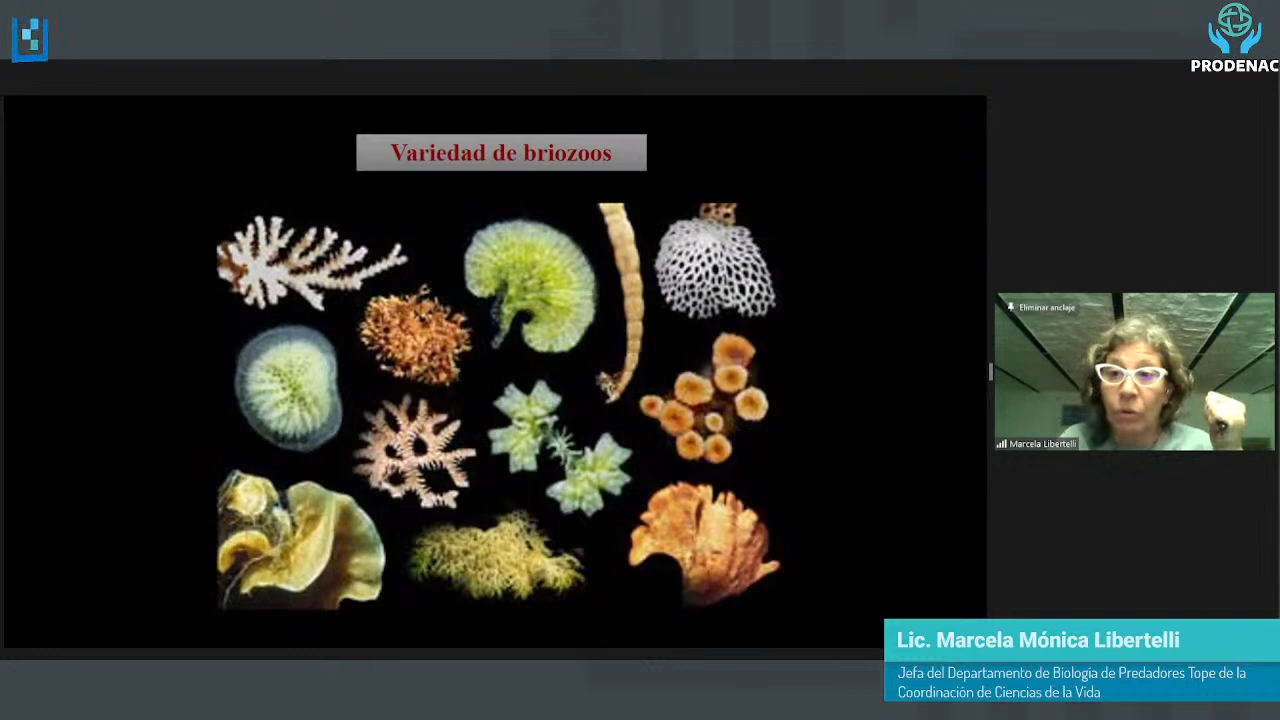 PRODENAC
Variedad de briozoos
Eliminar anclaje
Marcela Libertelli
Lic. Marcela Mónica Libertelli
Jefa del Departamento de Biología de Predadores Tope de la
Coordinación de Ciencias de la Vida